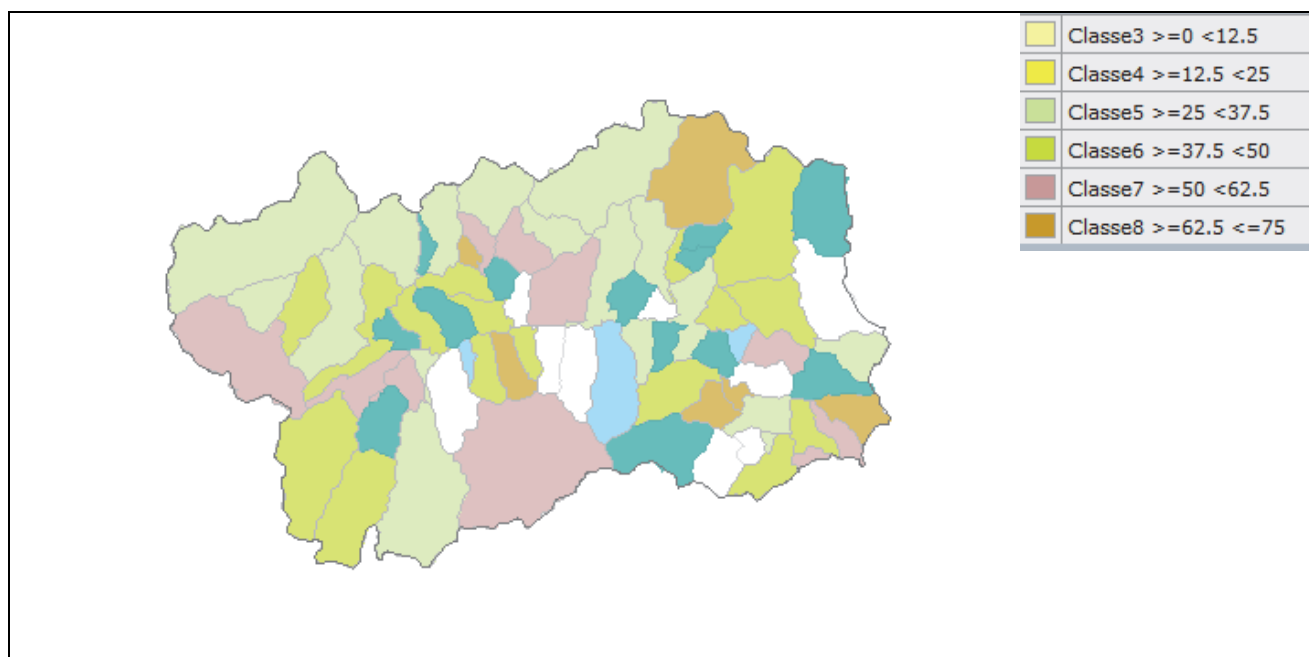 Classe3 >=0 <12.5
Classe4 >=12.5 <25
Classe5 >=25 <37.5
Classe6 >=37.5 <50
Classe7 >=50 <62.5
Classe8 >=62.5 <=75